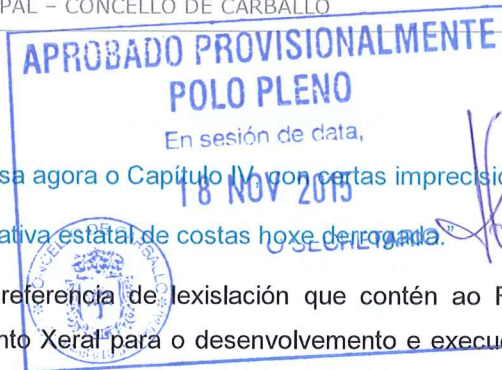 PAL – CONCELLO DE CARBALLO
APROBADO PROVISIONALMENTE
POLO PLENO
En sesión de data,
sa agora o Capítulo IV, con certas imprecisio
18 NOV 2015
ativa estatal de costas hoxe derrogada."
O SECRETARIO
referencia de lexislación que contén ao R
nto Xeral para o desenvolvemento e execu